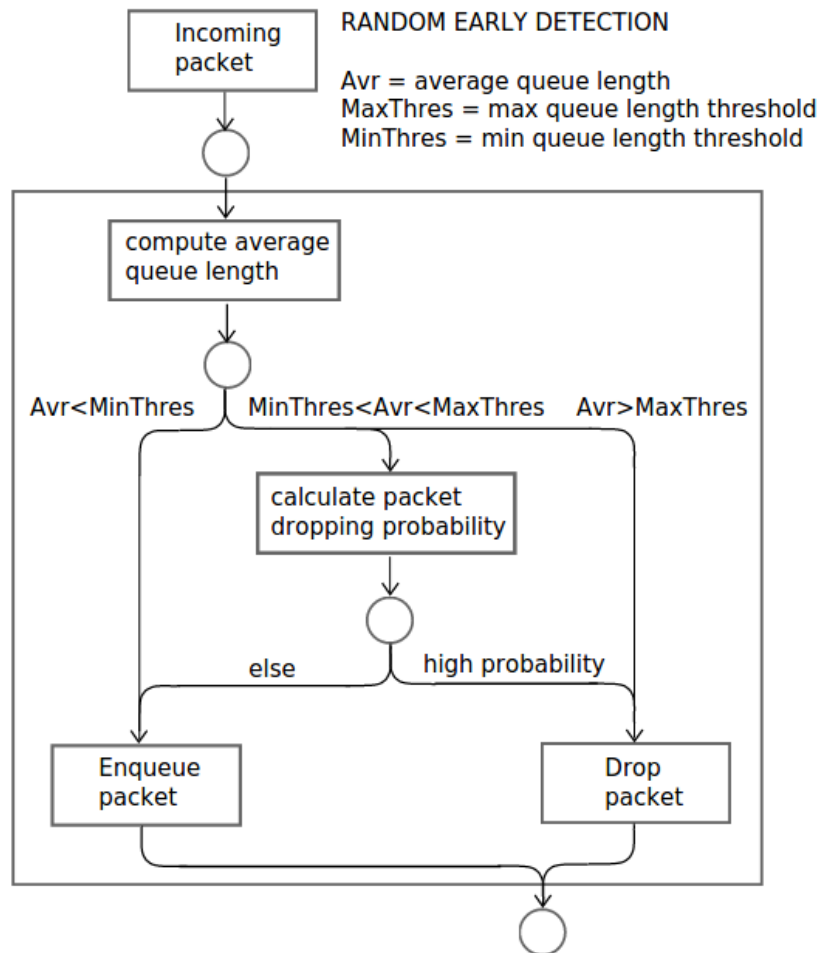 Incoming
packet
RANDOM EARLY DETECTION
Avr = average queue length
MaxThres = max queue length threshold
MinThres = min queue length threshold
compute average
queue length
Avr<MinThres
MinThres<Avr<MaxThres
Avr>MaxThres
calculate packet
dropping probability
else
high probability
Enqueue
packet
Drop
packet